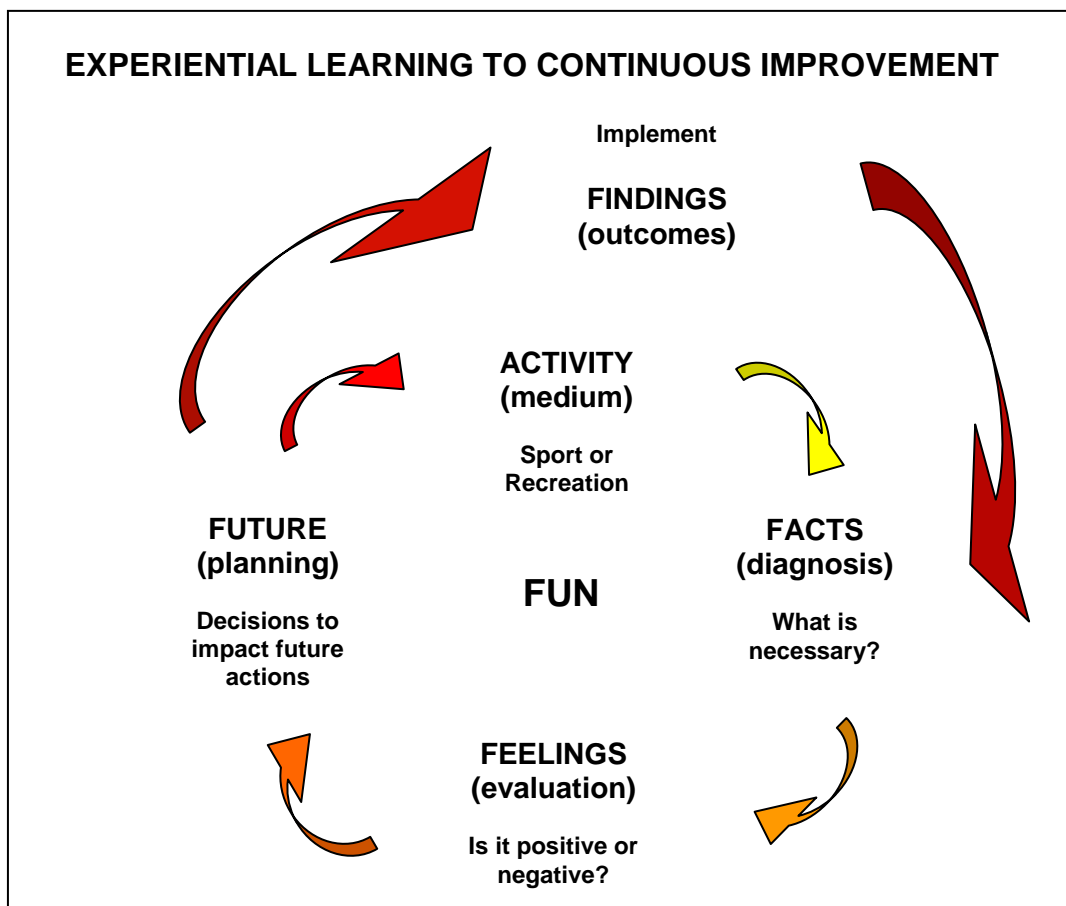 EXPERIENTIAL LEARNING TO CONTINUOUS IMPROVEMENT
Implement
FINDINGS
(outcomes)
ACTIVITY
(medium)
Sport or
Recreation
FUTURE
(planning)
Decisions to
impact future
actions
FUN
FACTS
(diagnosis)
What is
necessary?
FEELINGS
(evaluation)
Is it positive or
negative?